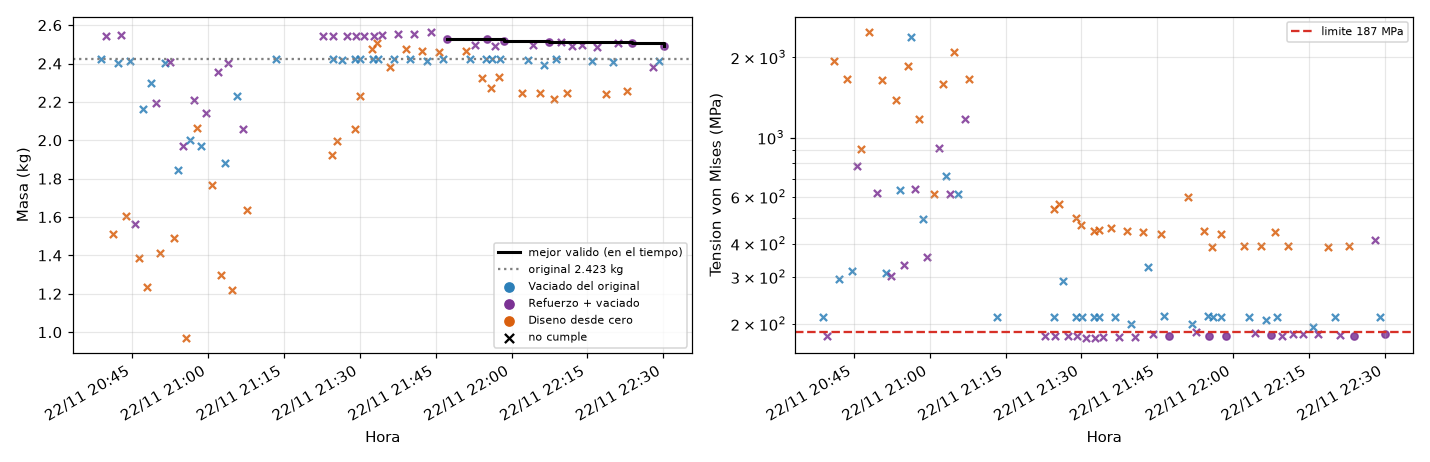 2.6
2.4
2.2
2.0
1.8
1.6
1.4
1.2
1.0
Masa (kg)
mejor valido (en el tiempo)
original 2.423 kg
Vaciado del original
Refuerzo + vaciado
Diseno desde cero
no cumple
22/11 20:45
22/11 21:00
22/11 21:15
22/11 21:30
22/11 21:45
22/11 22:00
22/11 22:15
22/11 22:30
Hora
limite 187 MPa
2 × 10³
10³
6 × 10²
4 × 10²
3 × 10²
2 × 10²
Tension von Mises (MPa)
22/11 20:45
22/11 21:00
22/11 21:15
22/11 21:30
22/11 21:45
22/11 22:00
22/11 22:15
22/11 22:30
Hora